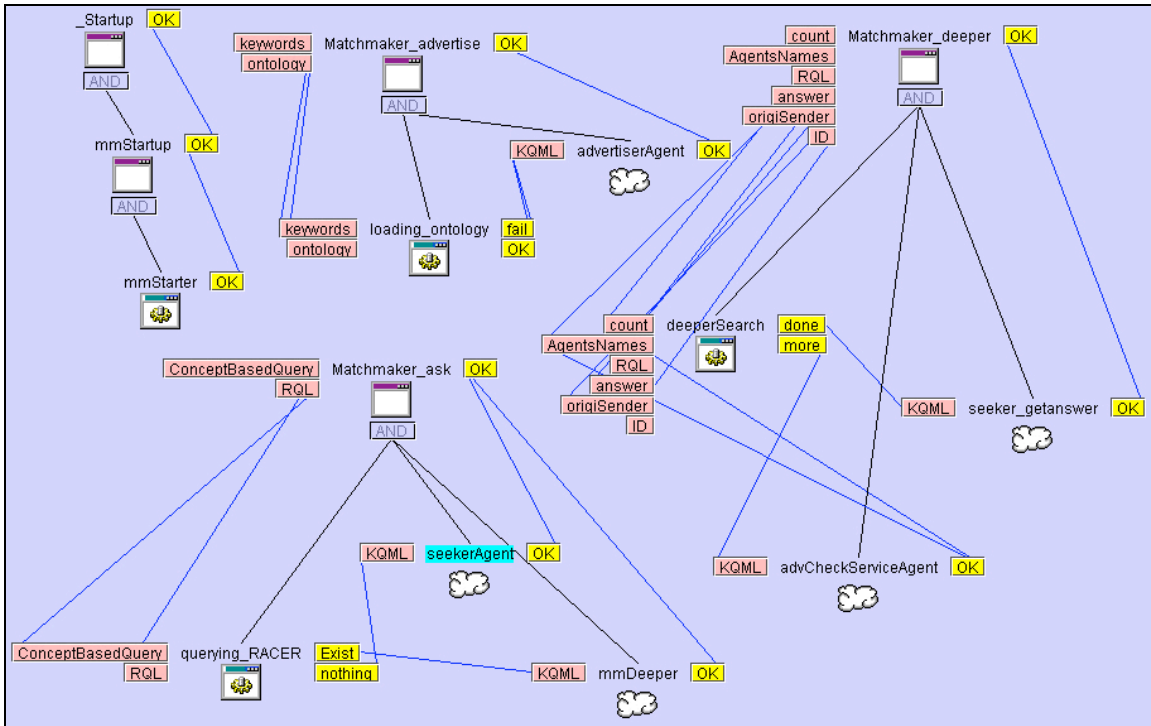 _Startup OK
AND
mmStartup OK
AND
mmStarter OK
keywords Matchmaker_advertise OK
ontology
AND
KQML advertiserAgent OK
keywords loading_ontology fail
ontology OK
count Matchmaker_deeper OK
AgentsNames
RQL
answer AND
origiSender
ID
count deeperSearch done
AgentsNames more
RQL
answer
origiSender
ID
KQML seeker_getanswer OK
KQML advCheckServiceAgent OK
ConceptBasedQuery Matchmaker_ask OK
RQL
AND
KQML seekerAgent OK
ConceptBasedQuery querying_RACER Exist
RQL nothing
KQML mmDeeper OK